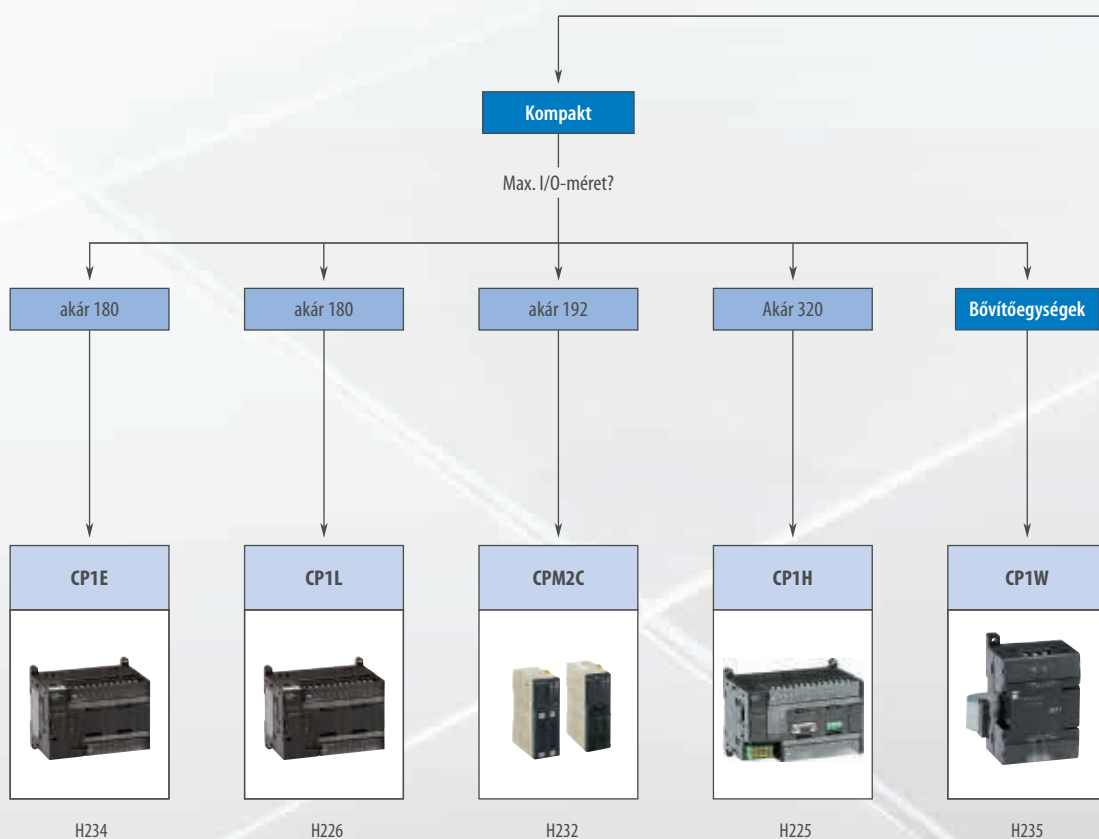 Kompakt
Max. I/O-méret?
akár 180
akár 180
akár 192
Akár 320
Bővítőegységek
CP1E
CP1L
CPM2C
CP1H
CP1W
H234
H226
H232
H225
H235